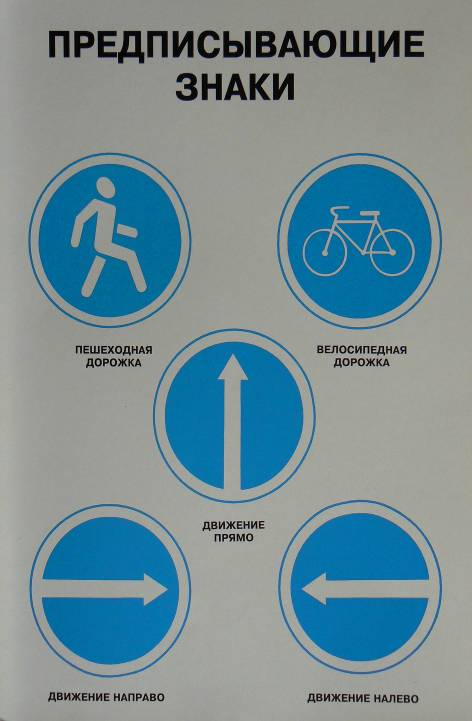 ПРЕДПИСЫВАЮЩИЕ
ЗНАКИ
ПЕШЕХОДНАЯ
ДОРОЖКА
ВЕЛОСИПЕДНАЯ
ДОРОЖКА
ДВИЖЕНИЕ
ПРЯМО
ДВИЖЕНИЕ НАПРАВО
ДВИЖЕНИЕ НАЛЕВО